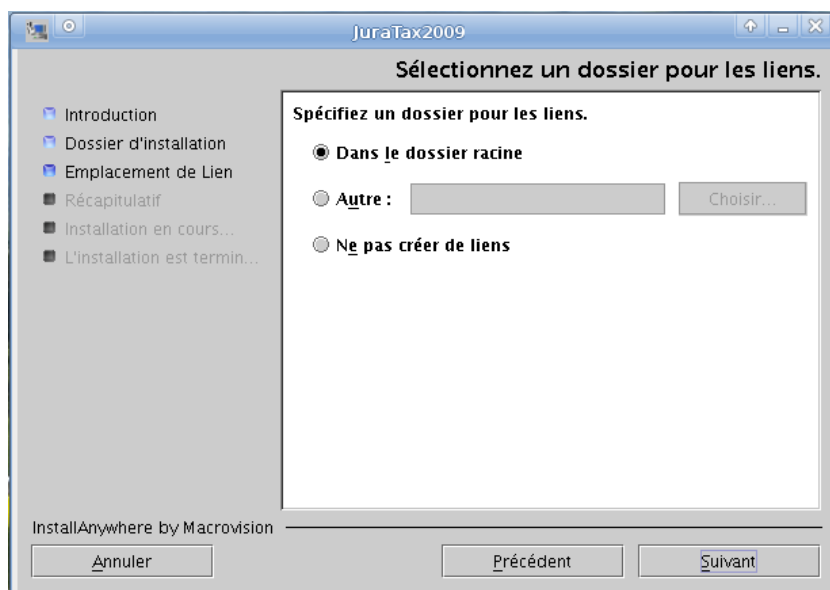 JuraTax2009
Sélectionnez un dossier pour les liens.
Introduction
Dossier d'installation
Emplacement de Lien
Récapitulatif
Installation en cours...
L'installation est termin...
Spécifiez un dossier pour les liens.
Dans le dossier racine
Autre :
Choisir...
Ne pas créer de liens
InstallAnywhere by Macrovision
Annuler
Précédent
Suivant